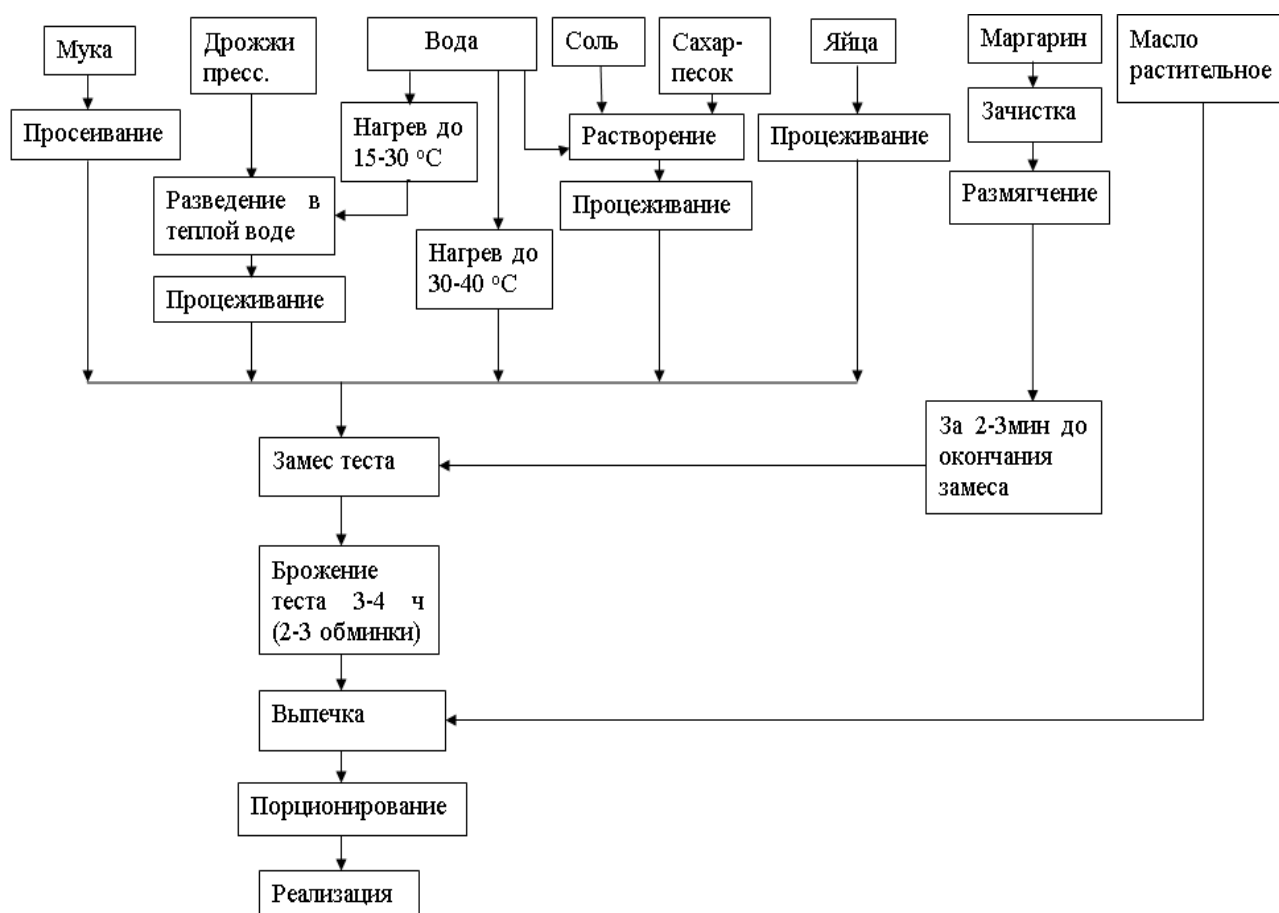 Мука
Дрожжи
пресс.
Вода
Соль
Сахар-
песок
Яйца
Маргарин
Масло
растительное
Просеивание
Нагрев до
15-30 °С
Растворение
Процеживание
Зачистка
Разведение в
теплой воде
Процеживание
Размягчение
Нагрев до
30-40 °С
Процеживание
Замес теста
За 2-3мин до
окончания
замеса
Брожение
теста 3-4 ч
(2-3 обминки)
Выпечка
Порционирование
Реализация